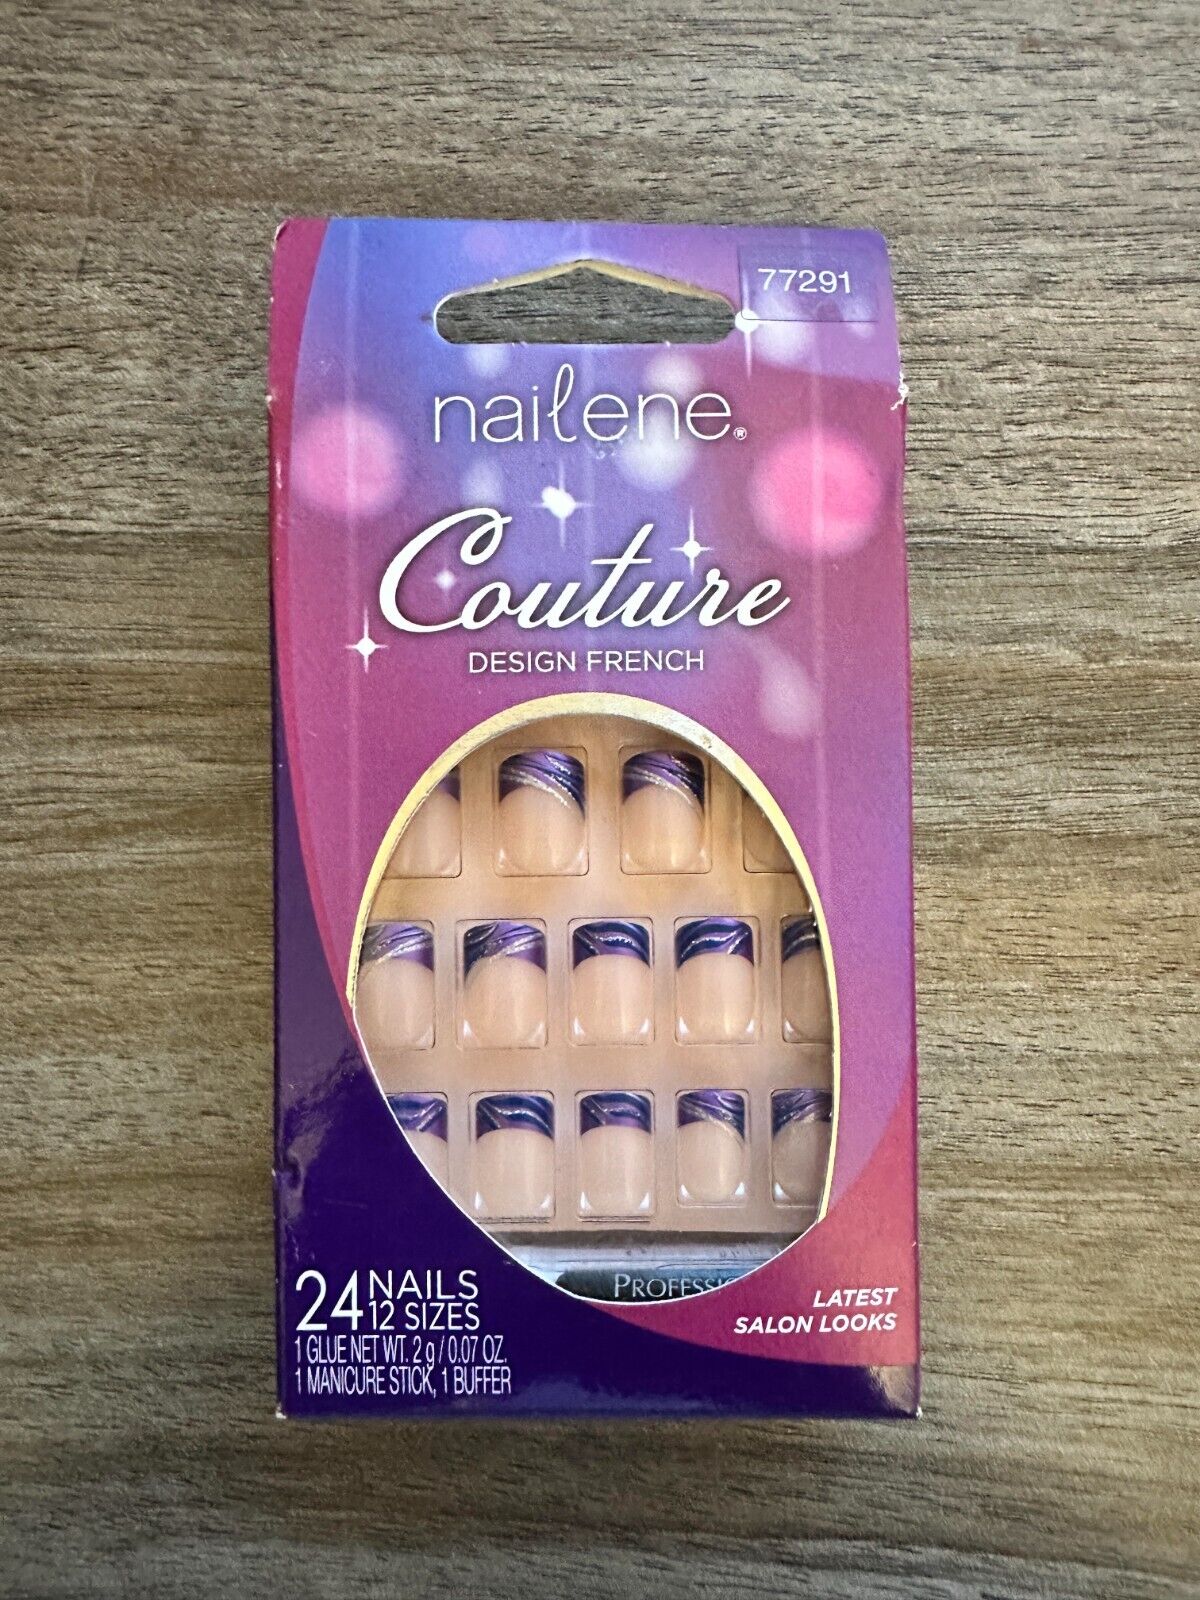 77291
nailene®
Couture
DESIGN FRENCH
PROFESSIO
24 NAILS
12 SIZES
1 GLUE NET WT. 2 g / 0.07 OZ.
1 MANICURE STICK, 1 BUFFER
LATEST
SALON LOOKS